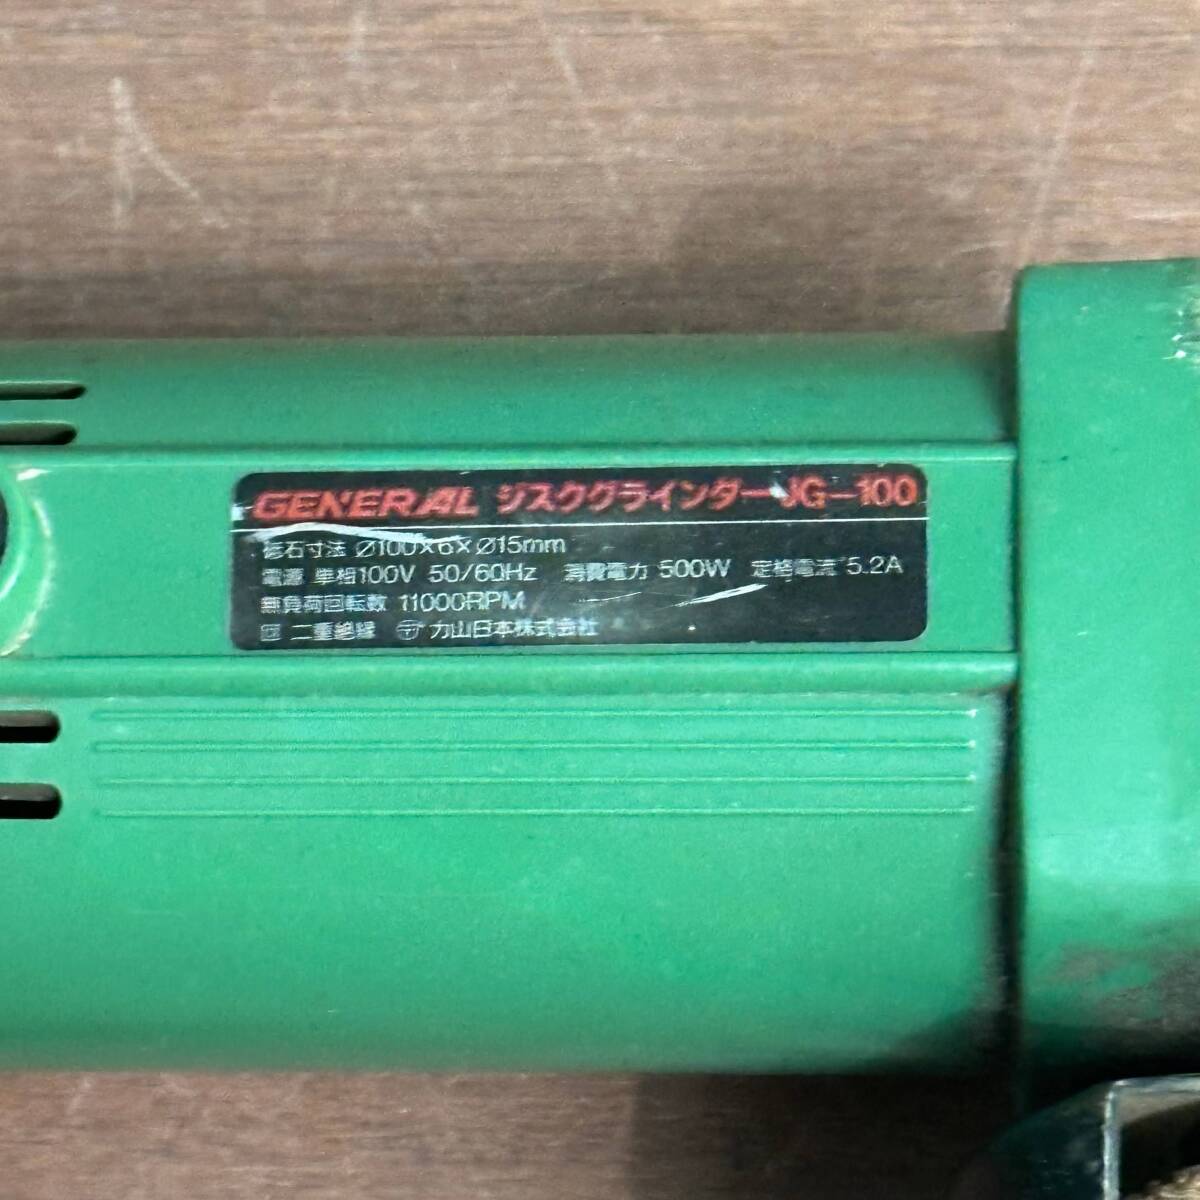 GENERAL ジスクグラインダー JG-100
砥石寸法 Ø100×6×Ø15mm
電源 単相100V 50/60Hz 消費電力 500W 定格電流 5.2A
無負荷回転数 11000RPM
二重絶縁 力山日本株式会社